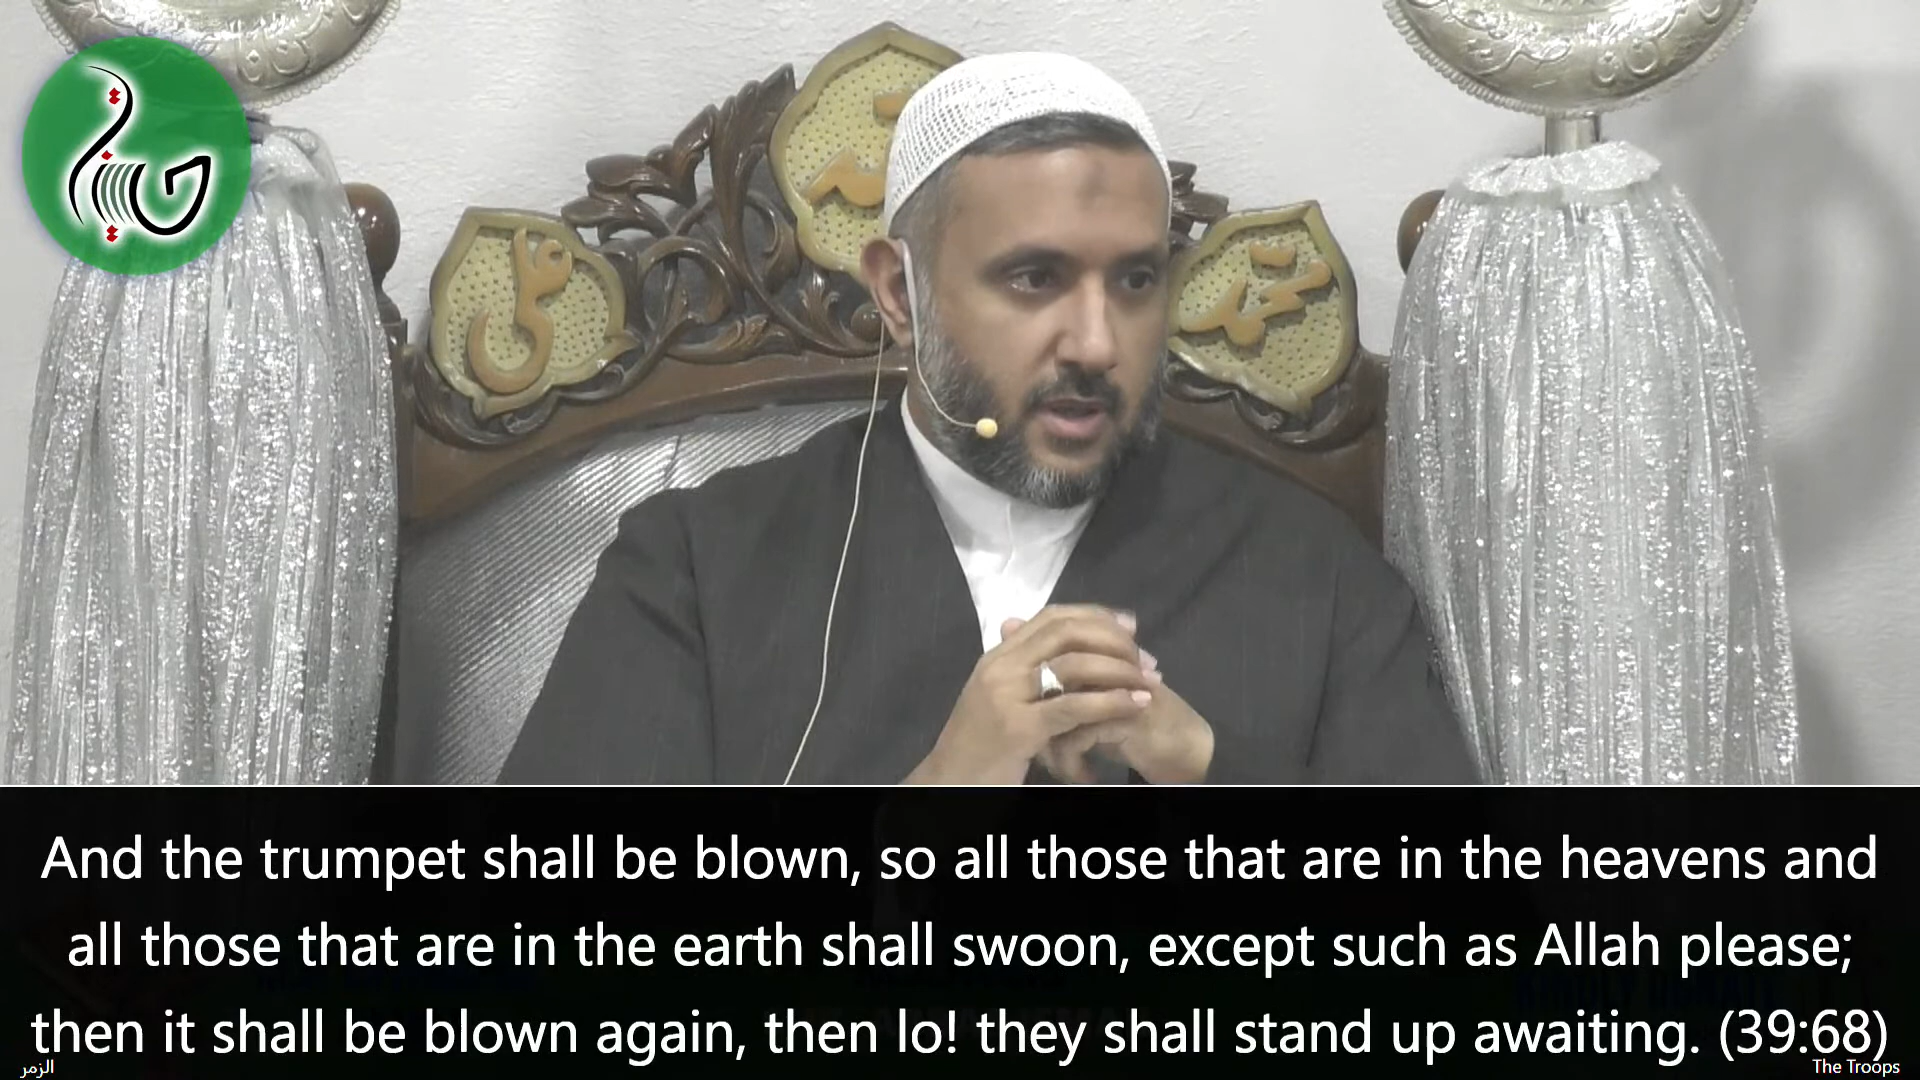 علي
محمد
And the trumpet shall be blown, so all those that are in the heavens and
all those that are in the earth shall swoon, except such as Allah please;
then it shall be blown again, then lo! they shall stand up awaiting. (39:68)
الزمر
The Troops